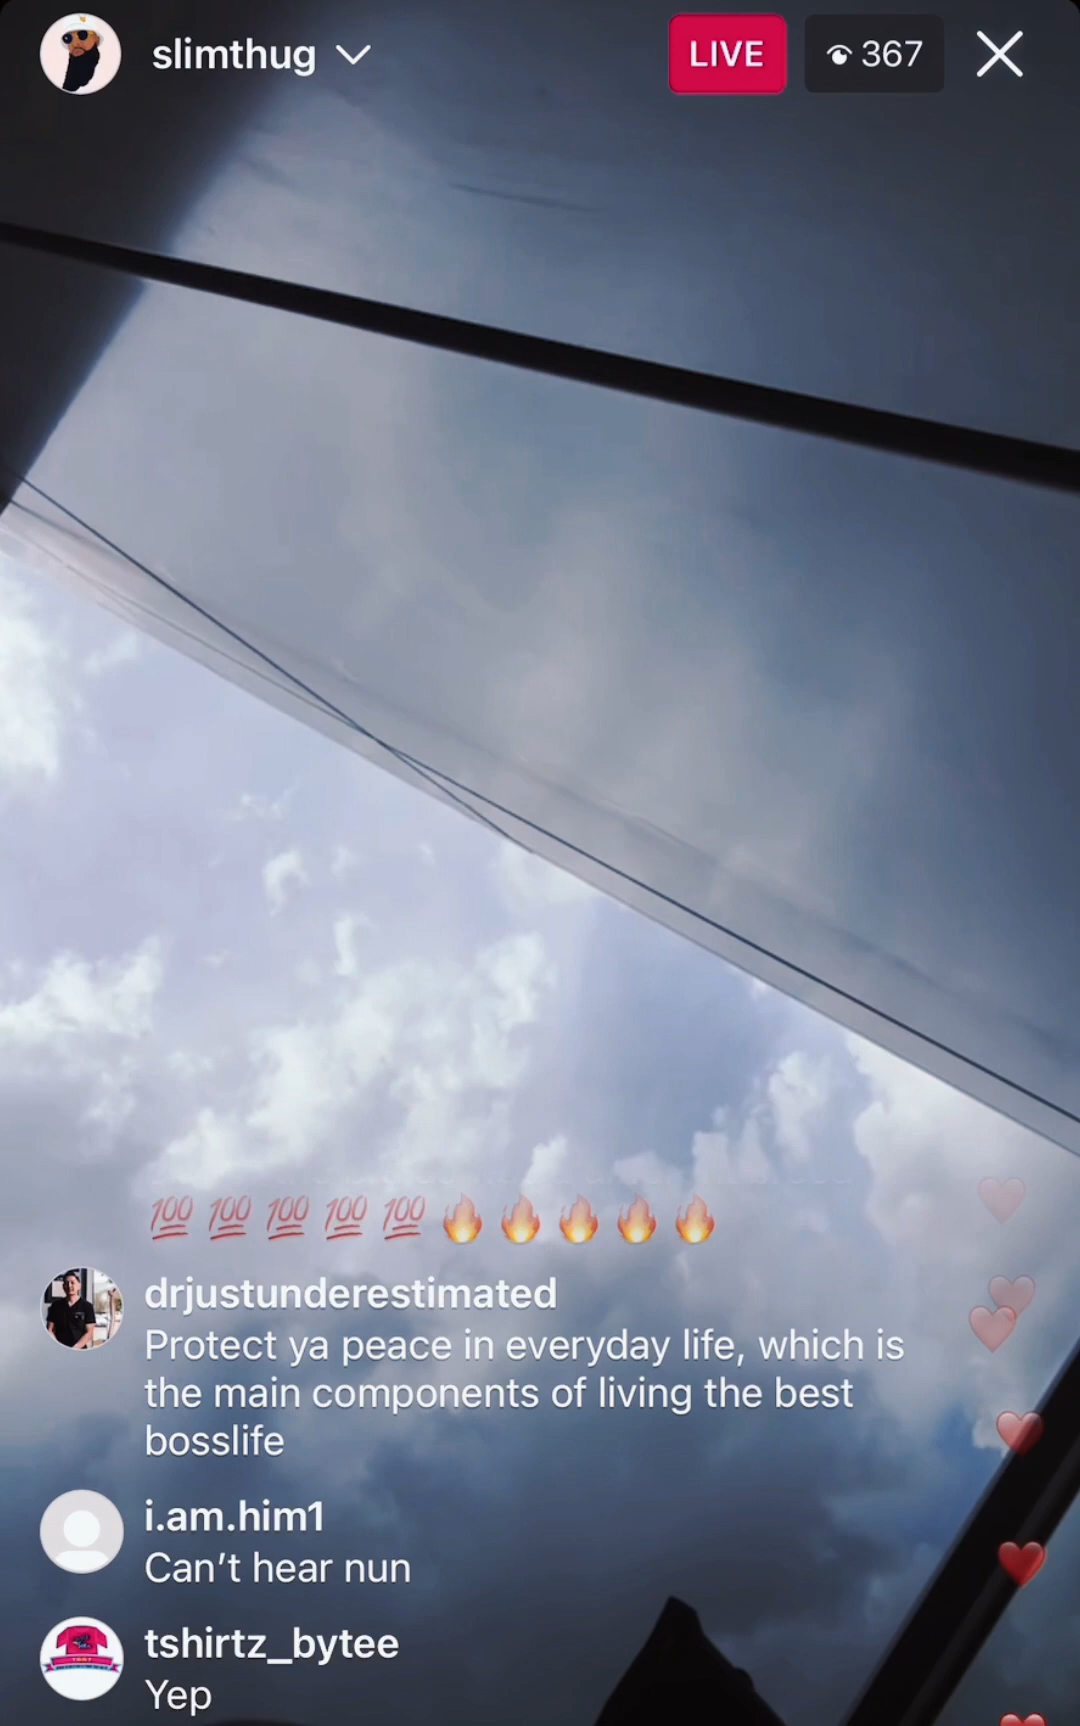 slimthug
LIVE
367
💯 💯 💯 💯 💯 🔥 🔥 🔥 🔥 🔥
drjustunderestimated
Protect ya peace in everyday life, which is
the main components of living the best
bosslife
i.am.him1
Can't hear nun
tshirtz_bytee
Yep